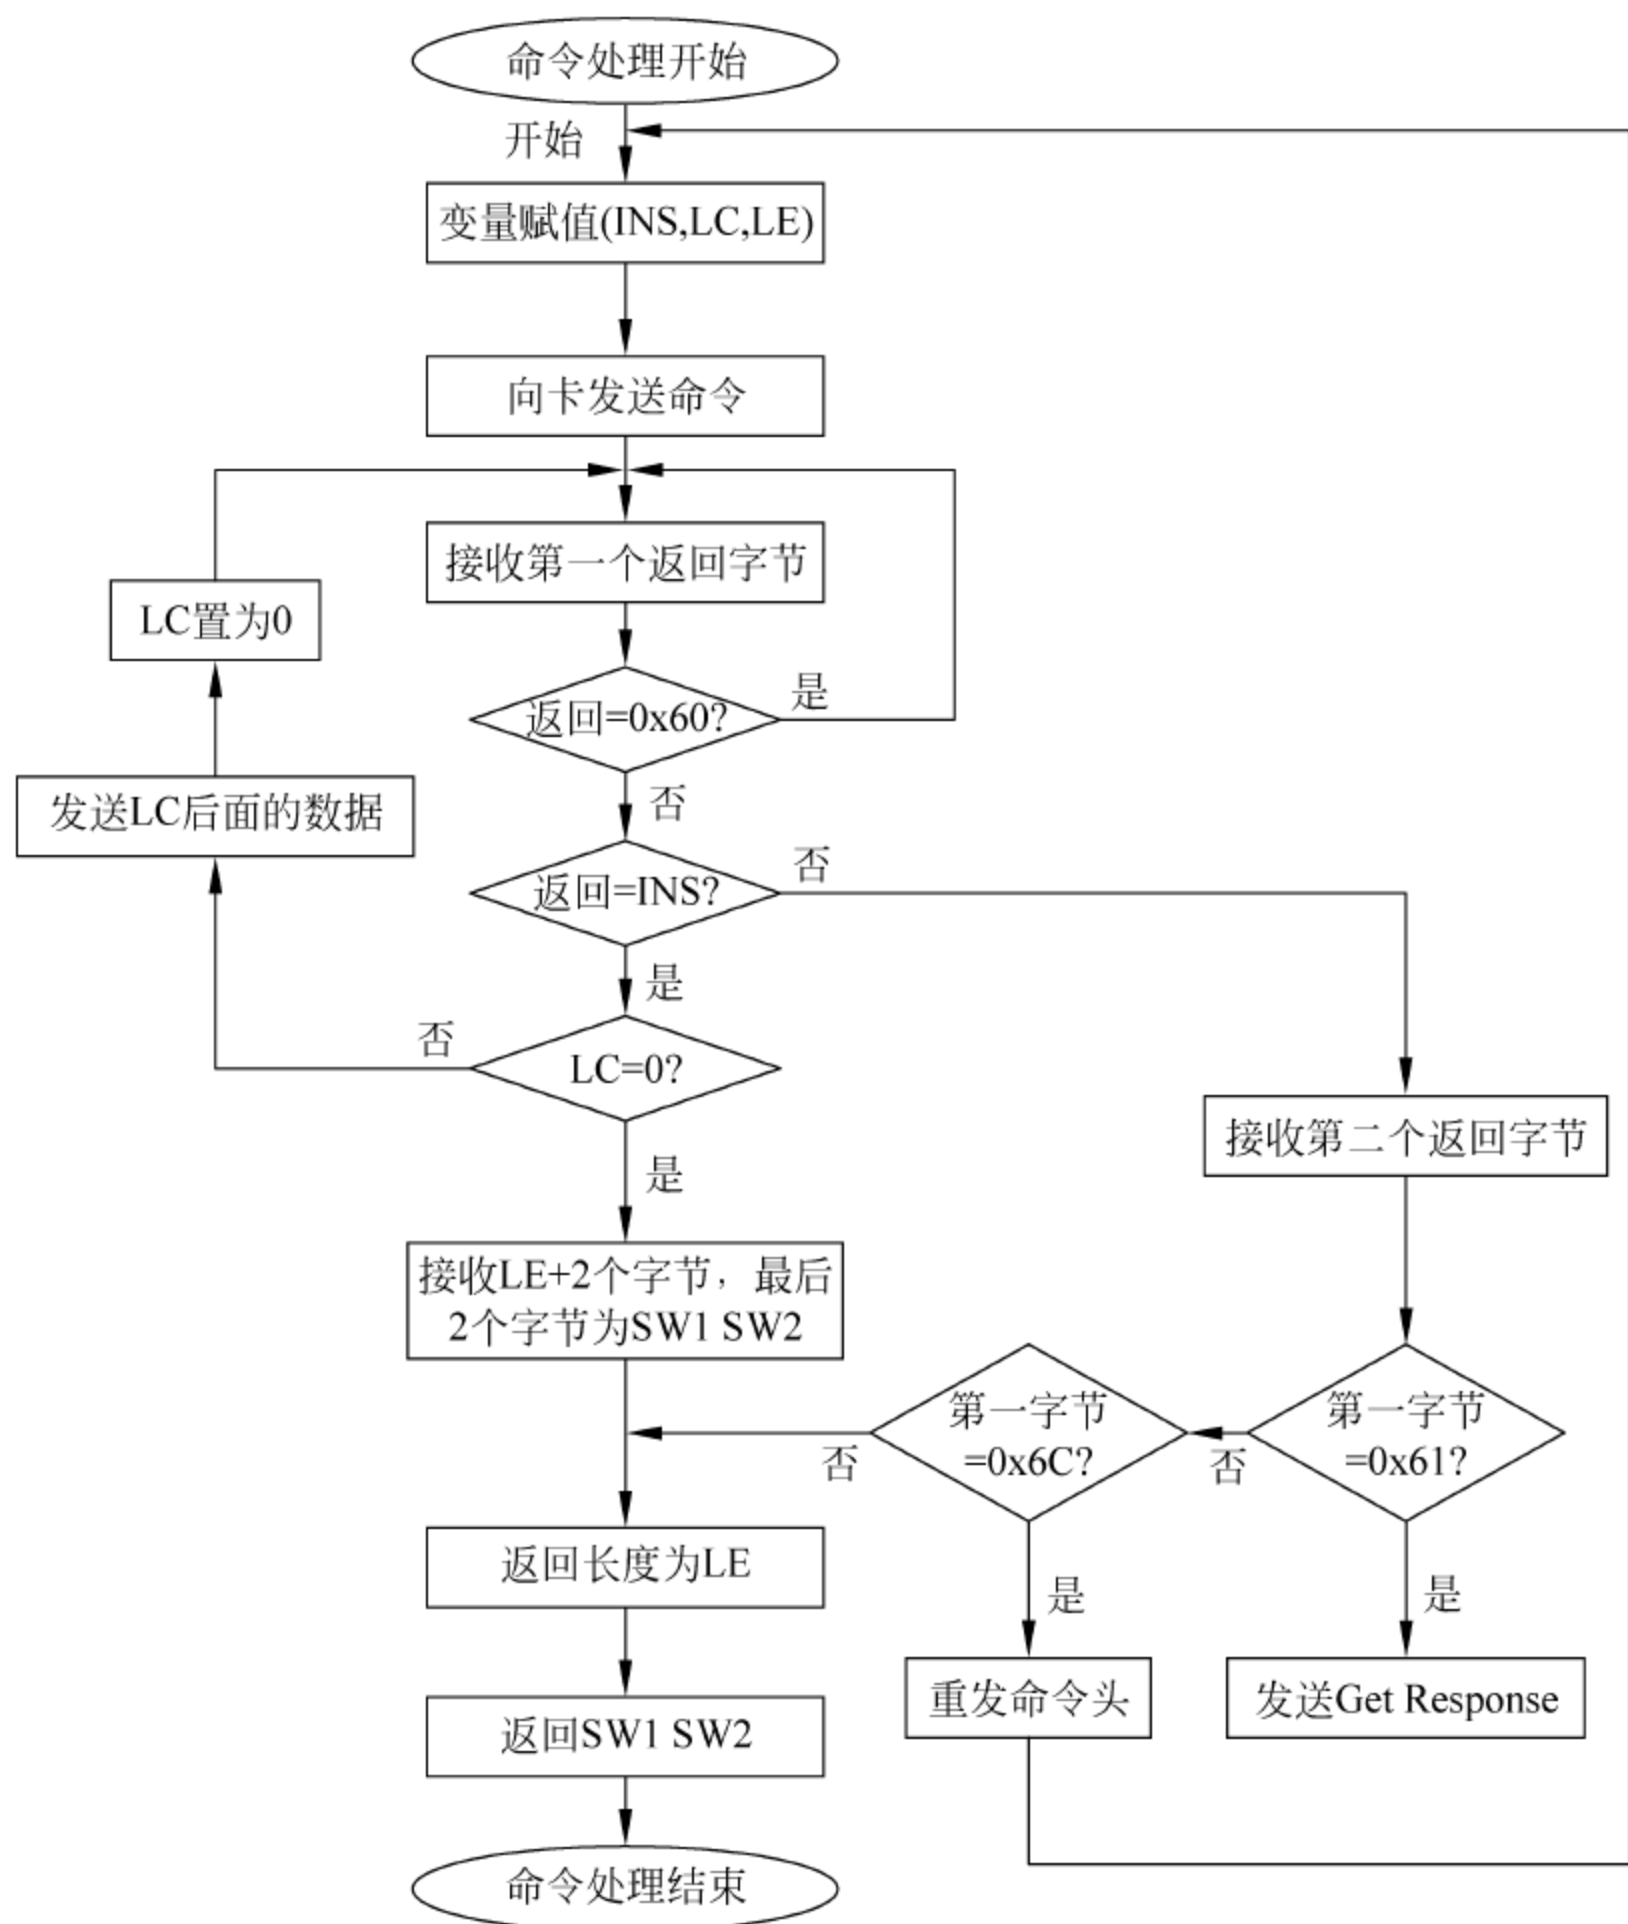 命令处理开始
开始
变量赋值(INS,LC,LE)
向卡发送命令
接收第一个返回字节
LC置为0
返回=0x60?
是
否
发送LC后面的数据
返回=INS?
否
是
LC=0?
否
是
接收第二个返回字节
接收LE+2个字节，最后
2个字节为SW1 SW2
第一字节
=0x6C?
否
第一字节
=0x61?
否
返回长度为LE
是
是
重发命令头
发送Get Response
返回SW1 SW2
命令处理结束